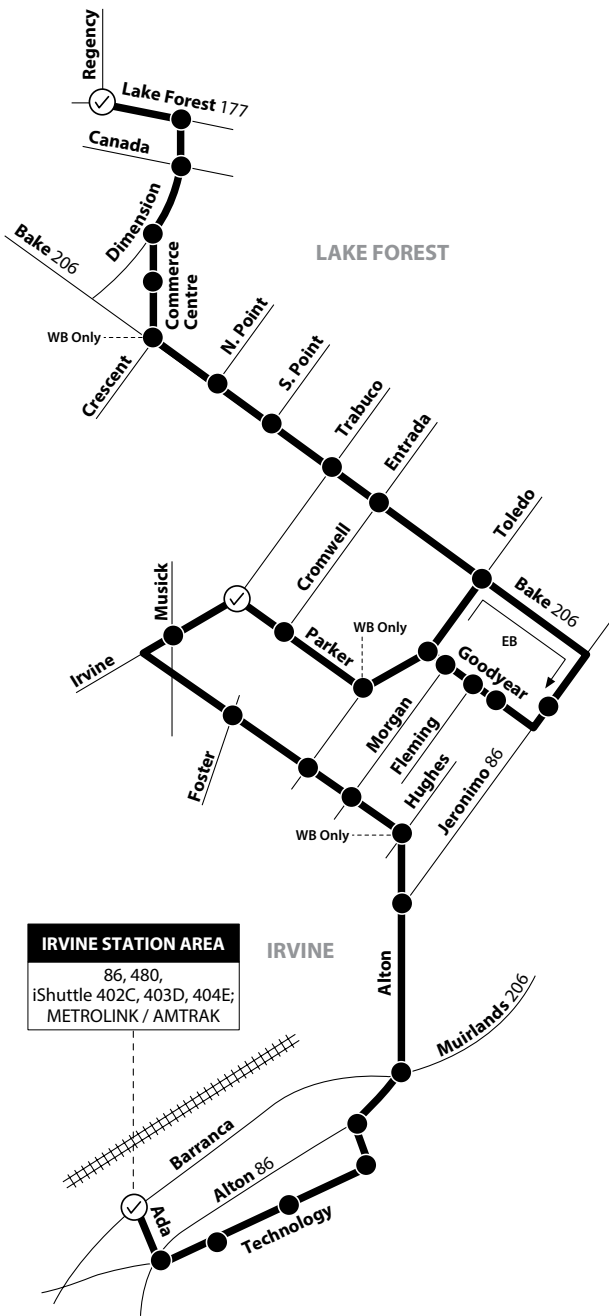 Regency
Lake Forest 177
Canada
Dimension
Bake 206
LAKE FOREST
Commerce
Centre
WB Only
Crescent
N. Point
S. Point
Trabuco
Entrada
Toledo
Cromwell
Bake 206
Musick
WB Only
EB
Parker
Goodyear
Irvine
Morgan
Fleming
Foster
Hughes
Jeronimo 86
WB Only
IRVINE STATION AREA
86, 480,
iShuttle 402C, 403D, 404E;
METROLINK / AMTRAK
IRVINE
Alton
Muirlands 206
Barranca
Alton 86
Ada
Technology